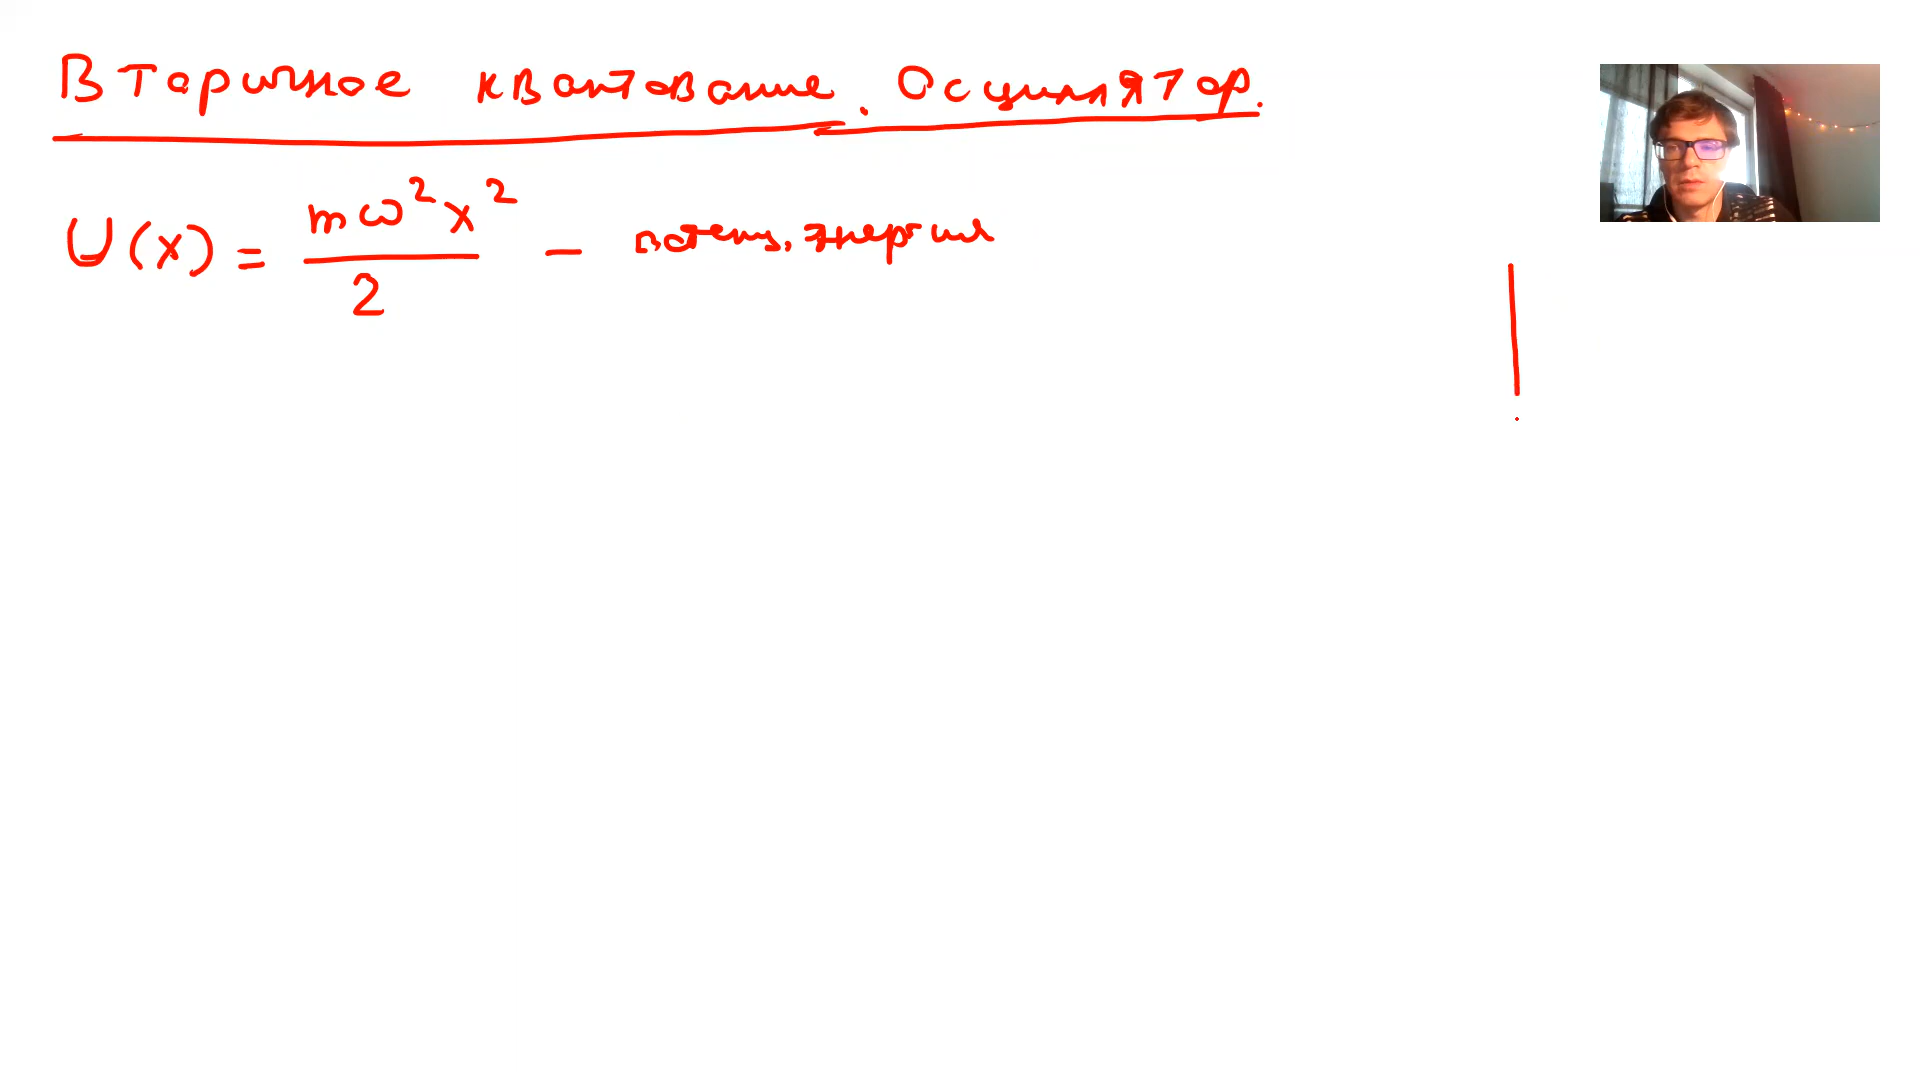 Вторичное квантование. Осциллятор.
U(x) = mω²x²/2 – потенц. энергия